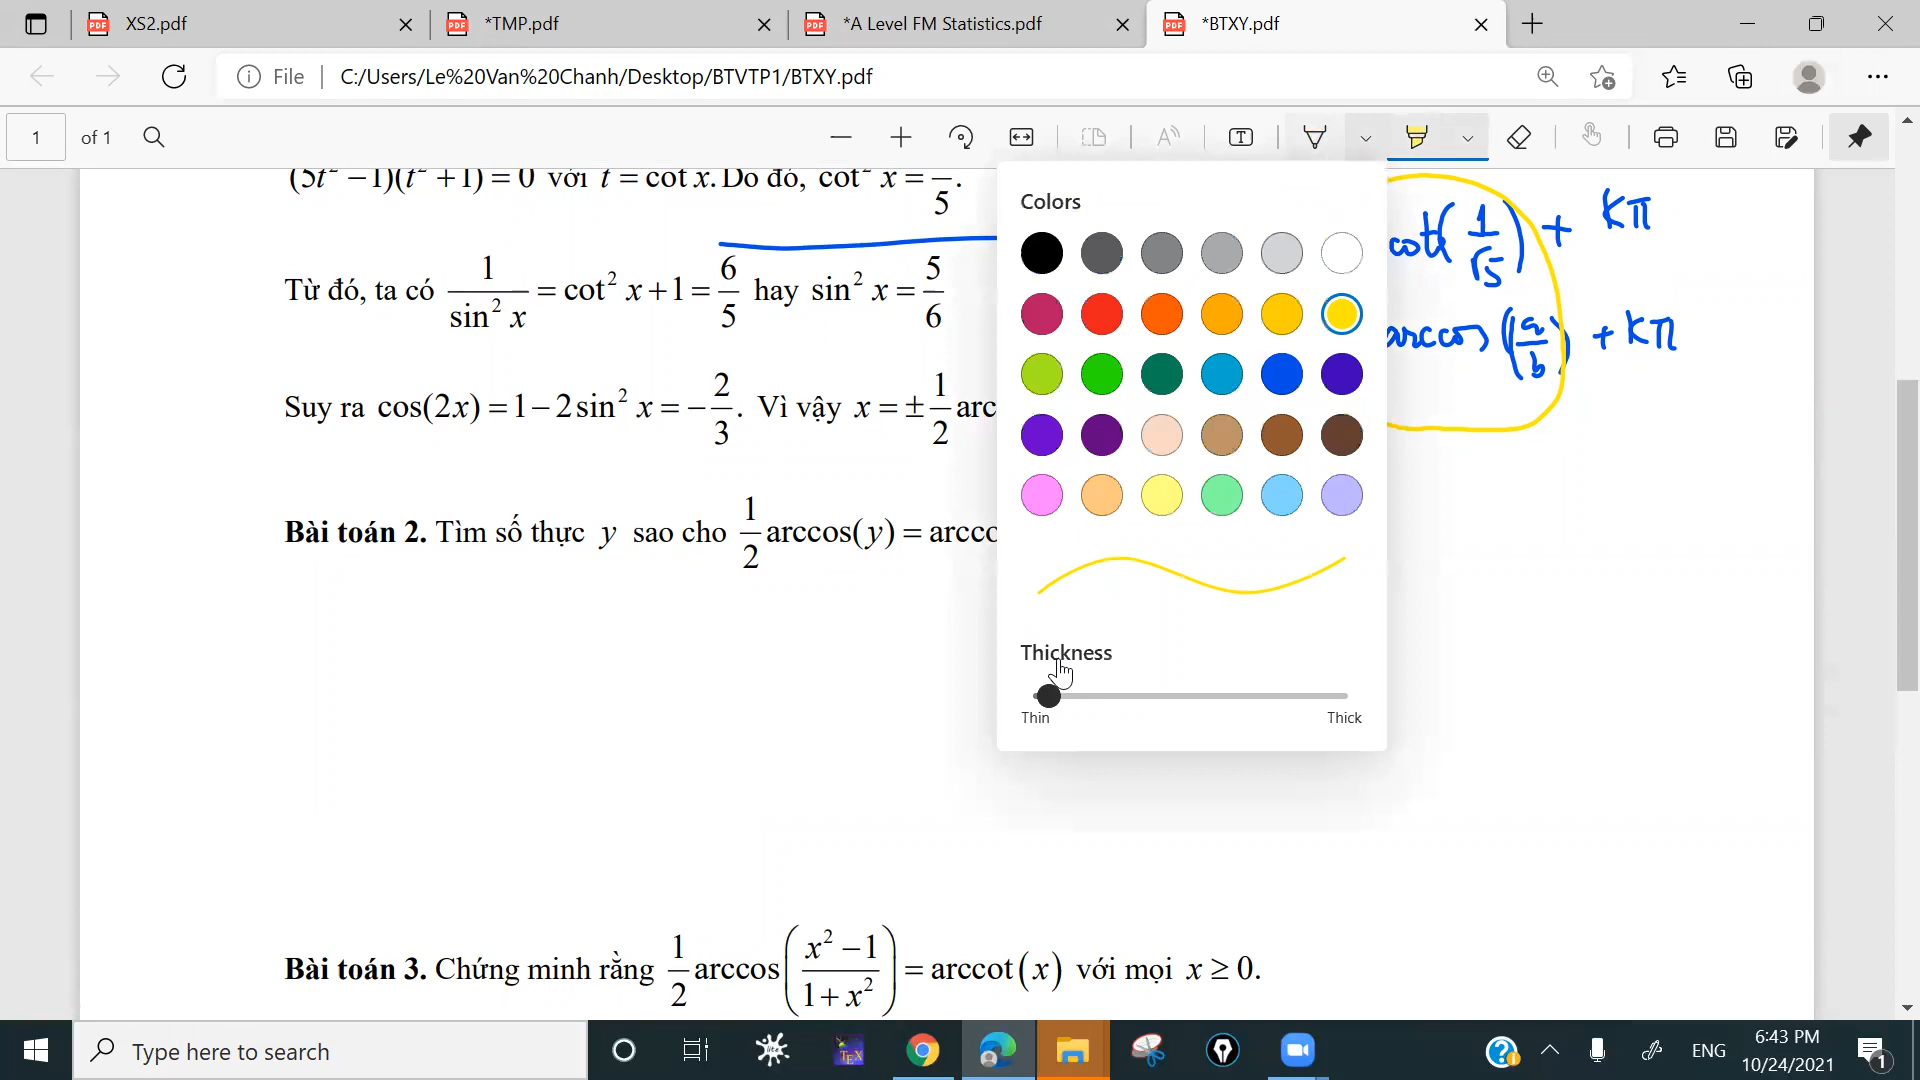 XS2.pdf *TMP.pdf *A Level FM Statistics.pdf *BTXY.pdf
File C:/Users/Le%20Van%20Chanh/Desktop/BTVTP1/BTXY.pdf
1 of 1
(5t² − 1)(t² + 1) = 0 với t = cot x. Do đó, cot² x = —/5.
Từ đó, ta có 1/sin² x = cot² x + 1 = 6/5 hay sin² x = 5/6
Suy ra cos(2x) = 1 − 2sin² x = −2/3. Vì vậy x = ±1/2 arc
cot(1/√5) + kπ
arccos(a/b) + kπ
Bài toán 2. Tìm số thực y sao cho 1/2 arccos(y) = arcco
Bài toán 3. Chứng minh rằng 1/2 arccos((x² − 1)/(1 + x²)) = arccot(x) với mọi x ≥ 0.
Colors
Thickness
Thin Thick
Type here to search
ENG
6:43 PM
10/24/2021
1